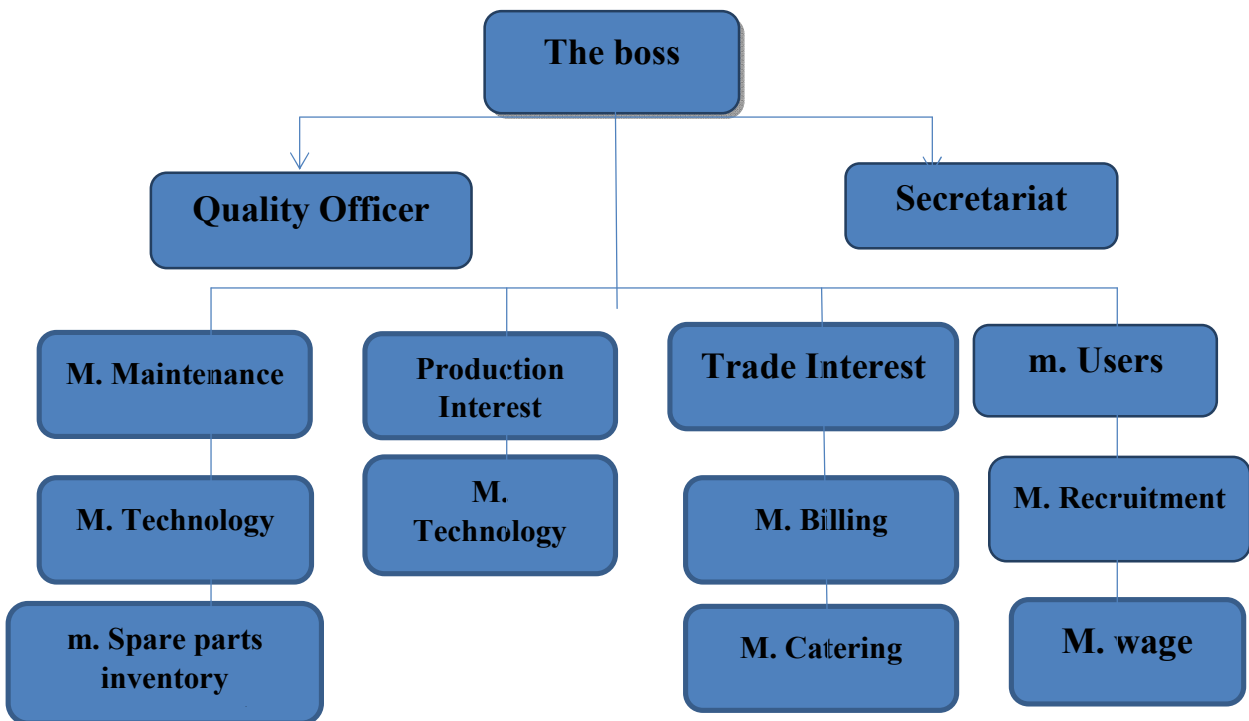 The boss
Quality Officer
Secretariat
M. Maintenance
Production
Interest
Trade Interest
m. Users
M. Technology
M.
Technology
M. Billing
M. Recruitment
m. Spare parts
inventory
M. Catering
M. wage